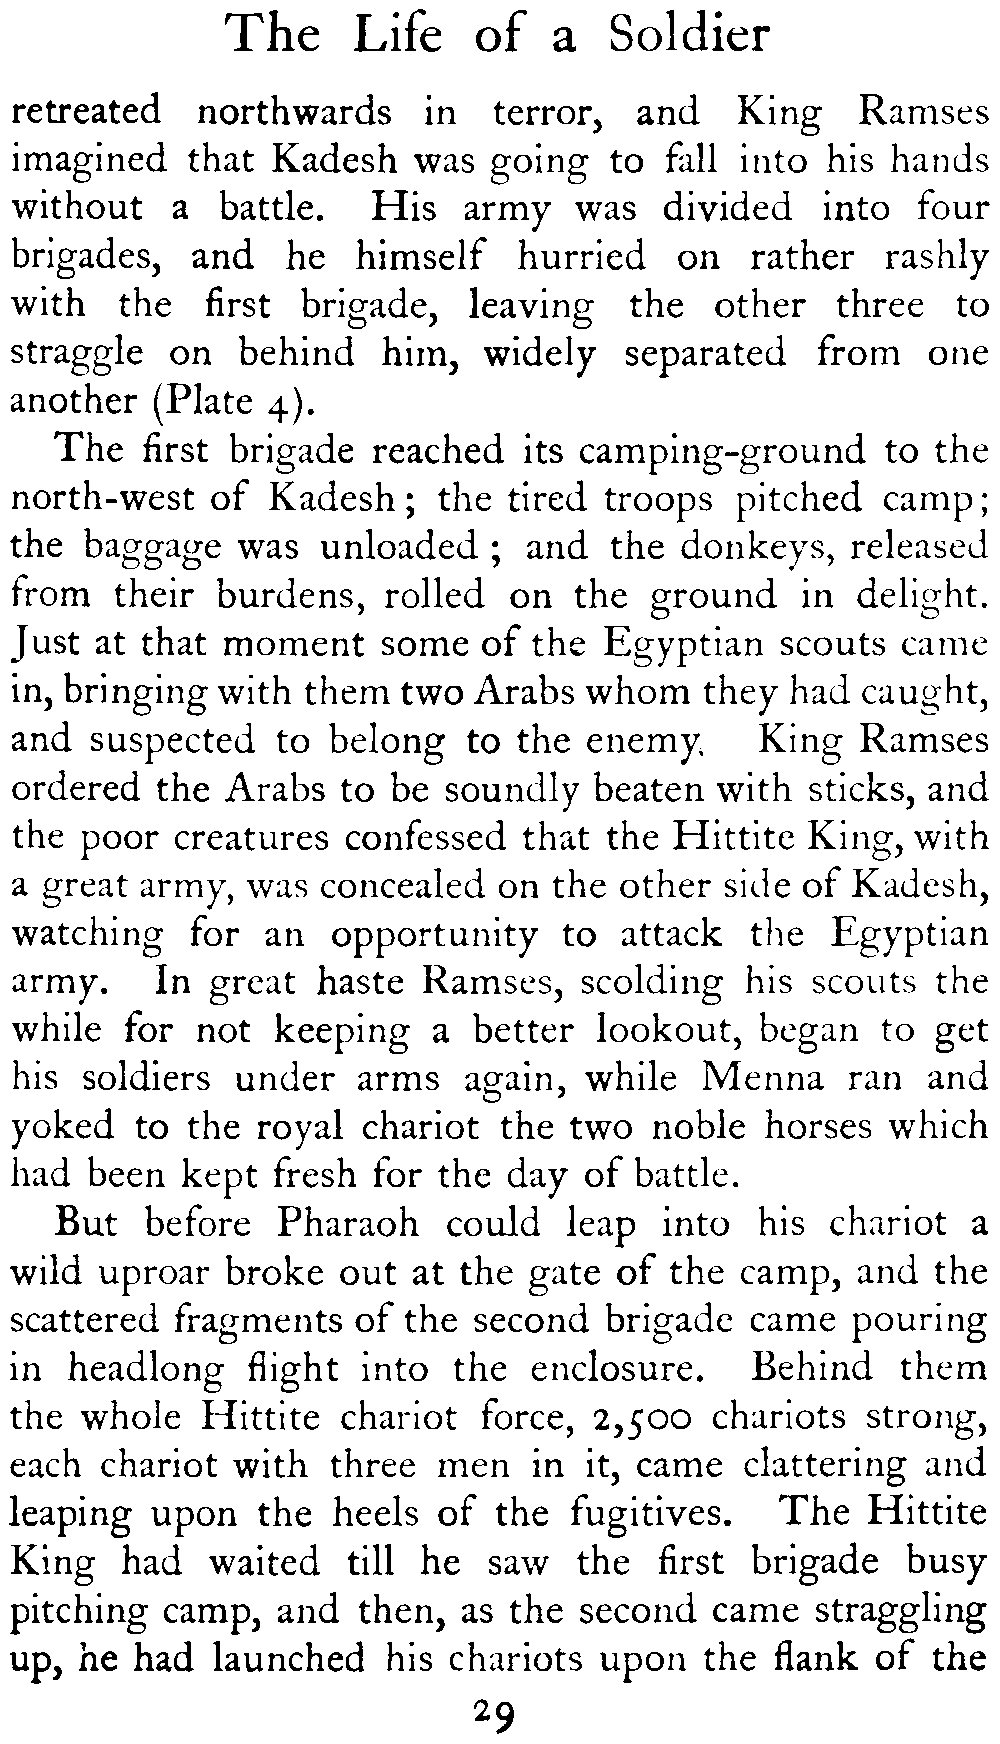 The Life of a Soldier
retreated northwards in terror, and King Ramses
imagined that Kadesh was going to fall into his hands
without a battle. His army was divided into four
brigades, and he himself hurried on rather rashly
with the first brigade, leaving the other three to
straggle on behind him, widely separated from one
another (Plate 4).
The first brigade reached its camping-ground to the
north-west of Kadesh; the tired troops pitched camp;
the baggage was unloaded; and the donkeys, released
from their burdens, rolled on the ground in delight.
Just at that moment some of the Egyptian scouts came
in, bringing with them two Arabs whom they had caught,
and suspected to belong to the enemy. King Ramses
ordered the Arabs to be soundly beaten with sticks, and
the poor creatures confessed that the Hittite King, with
a great army, was concealed on the other side of Kadesh,
watching for an opportunity to attack the Egyptian
army. In great haste Ramses, scolding his scouts the
while for not keeping a better lookout, began to get
his soldiers under arms again, while Menna ran and
yoked to the royal chariot the two noble horses which
had been kept fresh for the day of battle.
But before Pharaoh could leap into his chariot a
wild uproar broke out at the gate of the camp, and the
scattered fragments of the second brigade came pouring
in headlong flight into the enclosure. Behind them
the whole Hittite chariot force, 2,500 chariots strong,
each chariot with three men in it, came clattering and
leaping upon the heels of the fugitives. The Hittite
King had waited till he saw the first brigade busy
pitching camp, and then, as the second came straggling
up, he had launched his chariots upon the flank of the
29